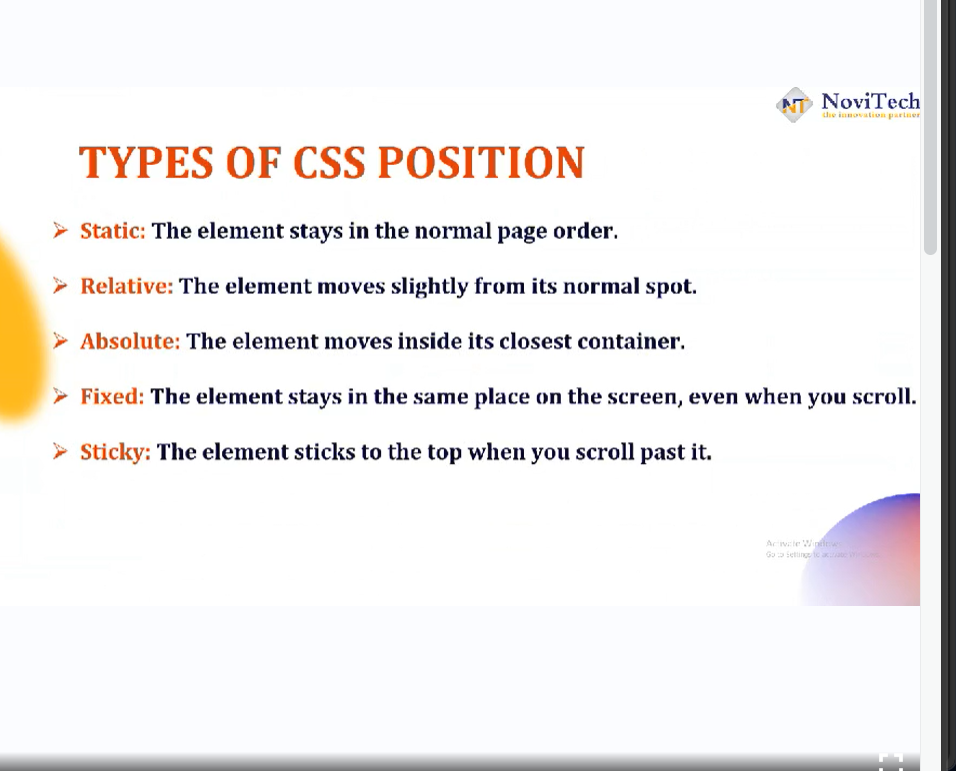 NT NoviTech
the innovation partner
TYPES OF CSS POSITION
➢ Static: The element stays in the normal page order.
➢ Relative: The element moves slightly from its normal spot.
➢ Absolute: The element moves inside its closest container.
➢ Fixed: The element stays in the same place on the screen, even when you scroll.
➢ Sticky: The element sticks to the top when you scroll past it.
Activate Windows
Go to Settings to activate Windows.